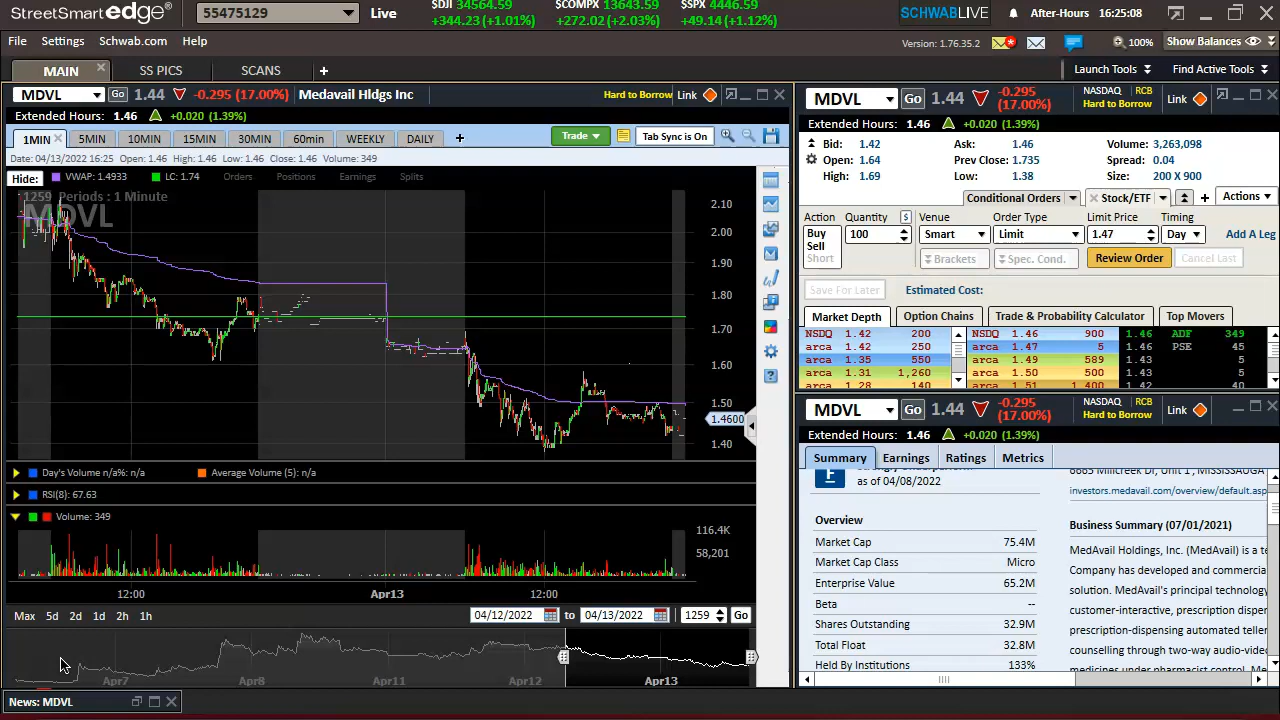 StreetSmart edge®
55475129
Live
$DJI 34564.59
+344.23 (+1.01%)
$COMPX 13643.59
+272.02 (+2.03%)
$SPX 4446.59
+49.14 (+1.12%)
SCHWABLIVE
After-Hours 16:25:08
File Settings Schwab.com Help
Version: 1.76.35.2
100%
Show Balances
MAIN
SS PICS
SCANS
+
Launch Tools
Find Active Tools
MDVL Go 1.44 -0.295 (17.00%) Medavail Hldgs Inc
Hard to Borrow Link
Extended Hours: 1.46 +0.020 (1.39%)
1MIN 5MIN 10MIN 15MIN 30MIN 60min WEEKLY DAILY +
Trade
Tab Sync is On
Date: 04/13/2022 16:25 Open: 1.46 High: 1.46 Low: 1.46 Close: 1.46 Volume: 349
Hide: VWAP: 1.4933 LC: 1.74 Orders Positions Earnings Splits
1259 Periods : 1 Minute
MDVL
2.10
2.00
1.90
1.80
1.70
1.60
1.50
1.4600
1.40
Day's Volume n/a%: n/a
Average Volume (5): n/a
RSI(8): 67.63
Volume: 349
116.4K
58,201
12:00 Apr13 12:00
Max 5d 2d 1d 2h 1h
04/12/2022 to 04/13/2022 1259 Go
Apr7 Apr8 Apr11 Apr12 Apr13
News: MDVL
MDVL Go 1.44 -0.295 (17.00%)
NASDAQ RCB
Hard to Borrow
Link
Extended Hours: 1.46 +0.020 (1.39%)
Bid: 1.42 Ask: 1.46 Volume: 3,263,098
Open: 1.64 Prev Close: 1.735 Spread: 0.04
High: 1.69 Low: 1.38 Size: 200 X 900
Conditional Orders
Stock/ETF
+
Actions
Action Quantity $ Venue Order Type Limit Price Timing
Buy
Sell
Short
100 Smart Limit 1.47 Day Add A Leg
Brackets Spec. Cond. Review Order Cancel Last
Save For Later Estimated Cost:
Market Depth Option Chains Trade & Probability Calculator Top Movers
NSDQ 1.42 200 NSDQ 1.46 900 1.46 ADF 349
arca 1.42 250 arca 1.47 5 1.46 PSE 45
arca 1.35 550 arca 1.49 589 1.43 5
arca 1.31 1,260 arca 1.50 500 1.43 5
arca 1.28 140 arca 1.51 1,400 1.42 40
MDVL Go 1.44 -0.295 (17.00%)
NASDAQ RCB
Hard to Borrow
Link
Extended Hours: 1.46 +0.020 (1.39%)
Summary Earnings Ratings Metrics
F
as of 04/08/2022
Overview
Market Cap 75.4M
Market Cap Class Micro
Enterprise Value 65.2M
Beta --
Shares Outstanding 32.9M
Total Float 32.8M
Held By Institutions 133%
6665 Millcreek Dr, Unit 1, MISSISSAUGA
investors.medavail.com/overview/default.asp
Business Summary (07/01/2021)
MedAvail Holdings, Inc. (MedAvail) is a te
Company has developed and commercia
solution. MedAvail's principal technology
customer-interactive, prescription dispen
prescription-dispensing automated teller
counselling through two-way audio-video
medicines under pharmacist control. Me